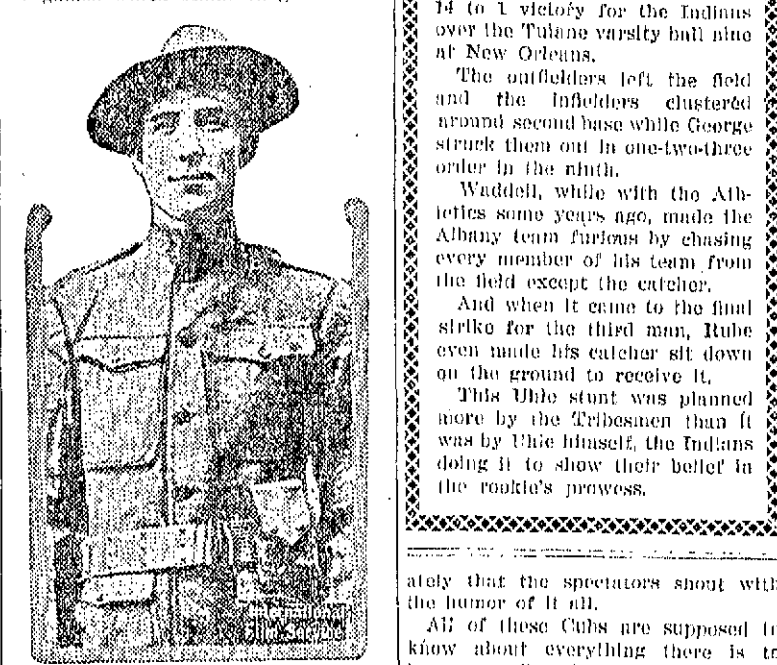 14 to 1 victory for the Indians
over the Tulane varsity ball nine
at New Orleans.
The outfielders left the field
and the infielders clustered
around second base while George
struck them out in one-two-three
order in the ninth.
Waddell, while with the Ath-
letics some years ago, made the
Albany team furious by chasing
every member of his team from
the field except the catcher.
And when it came to the final
strike for the third man, Rube
even made his catcher sit down
on the ground to receive it.
This Uhle stunt was planned
more by the Tribesmen than it
was by Uhle himself, the Indians
doing it to show their belief in
the rookie's prowess.
ately that the spectators shout with
the humor of it all.
All of these Cubs are supposed to
know about everything there is to
Film Service